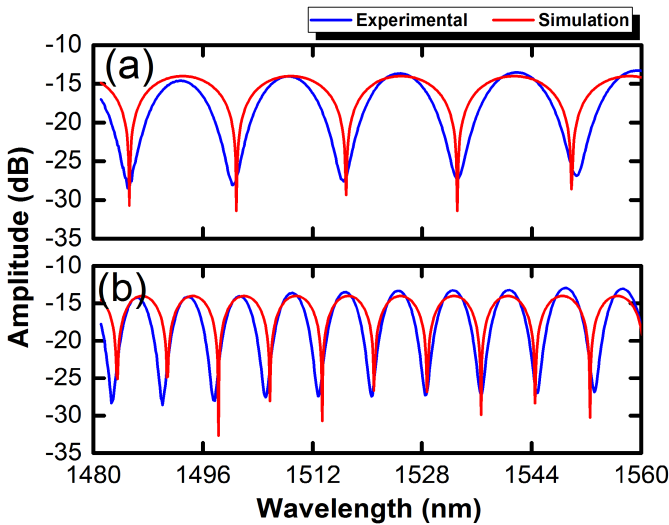 Experimental Simulation
-10
(a)
-15
-20
-25
-30
-35
-10
(b)
-15
-20
-25
-30
-35
Amplitude (dB)
1480 1496 1512 1528 1544 1560
Wavelength (nm)